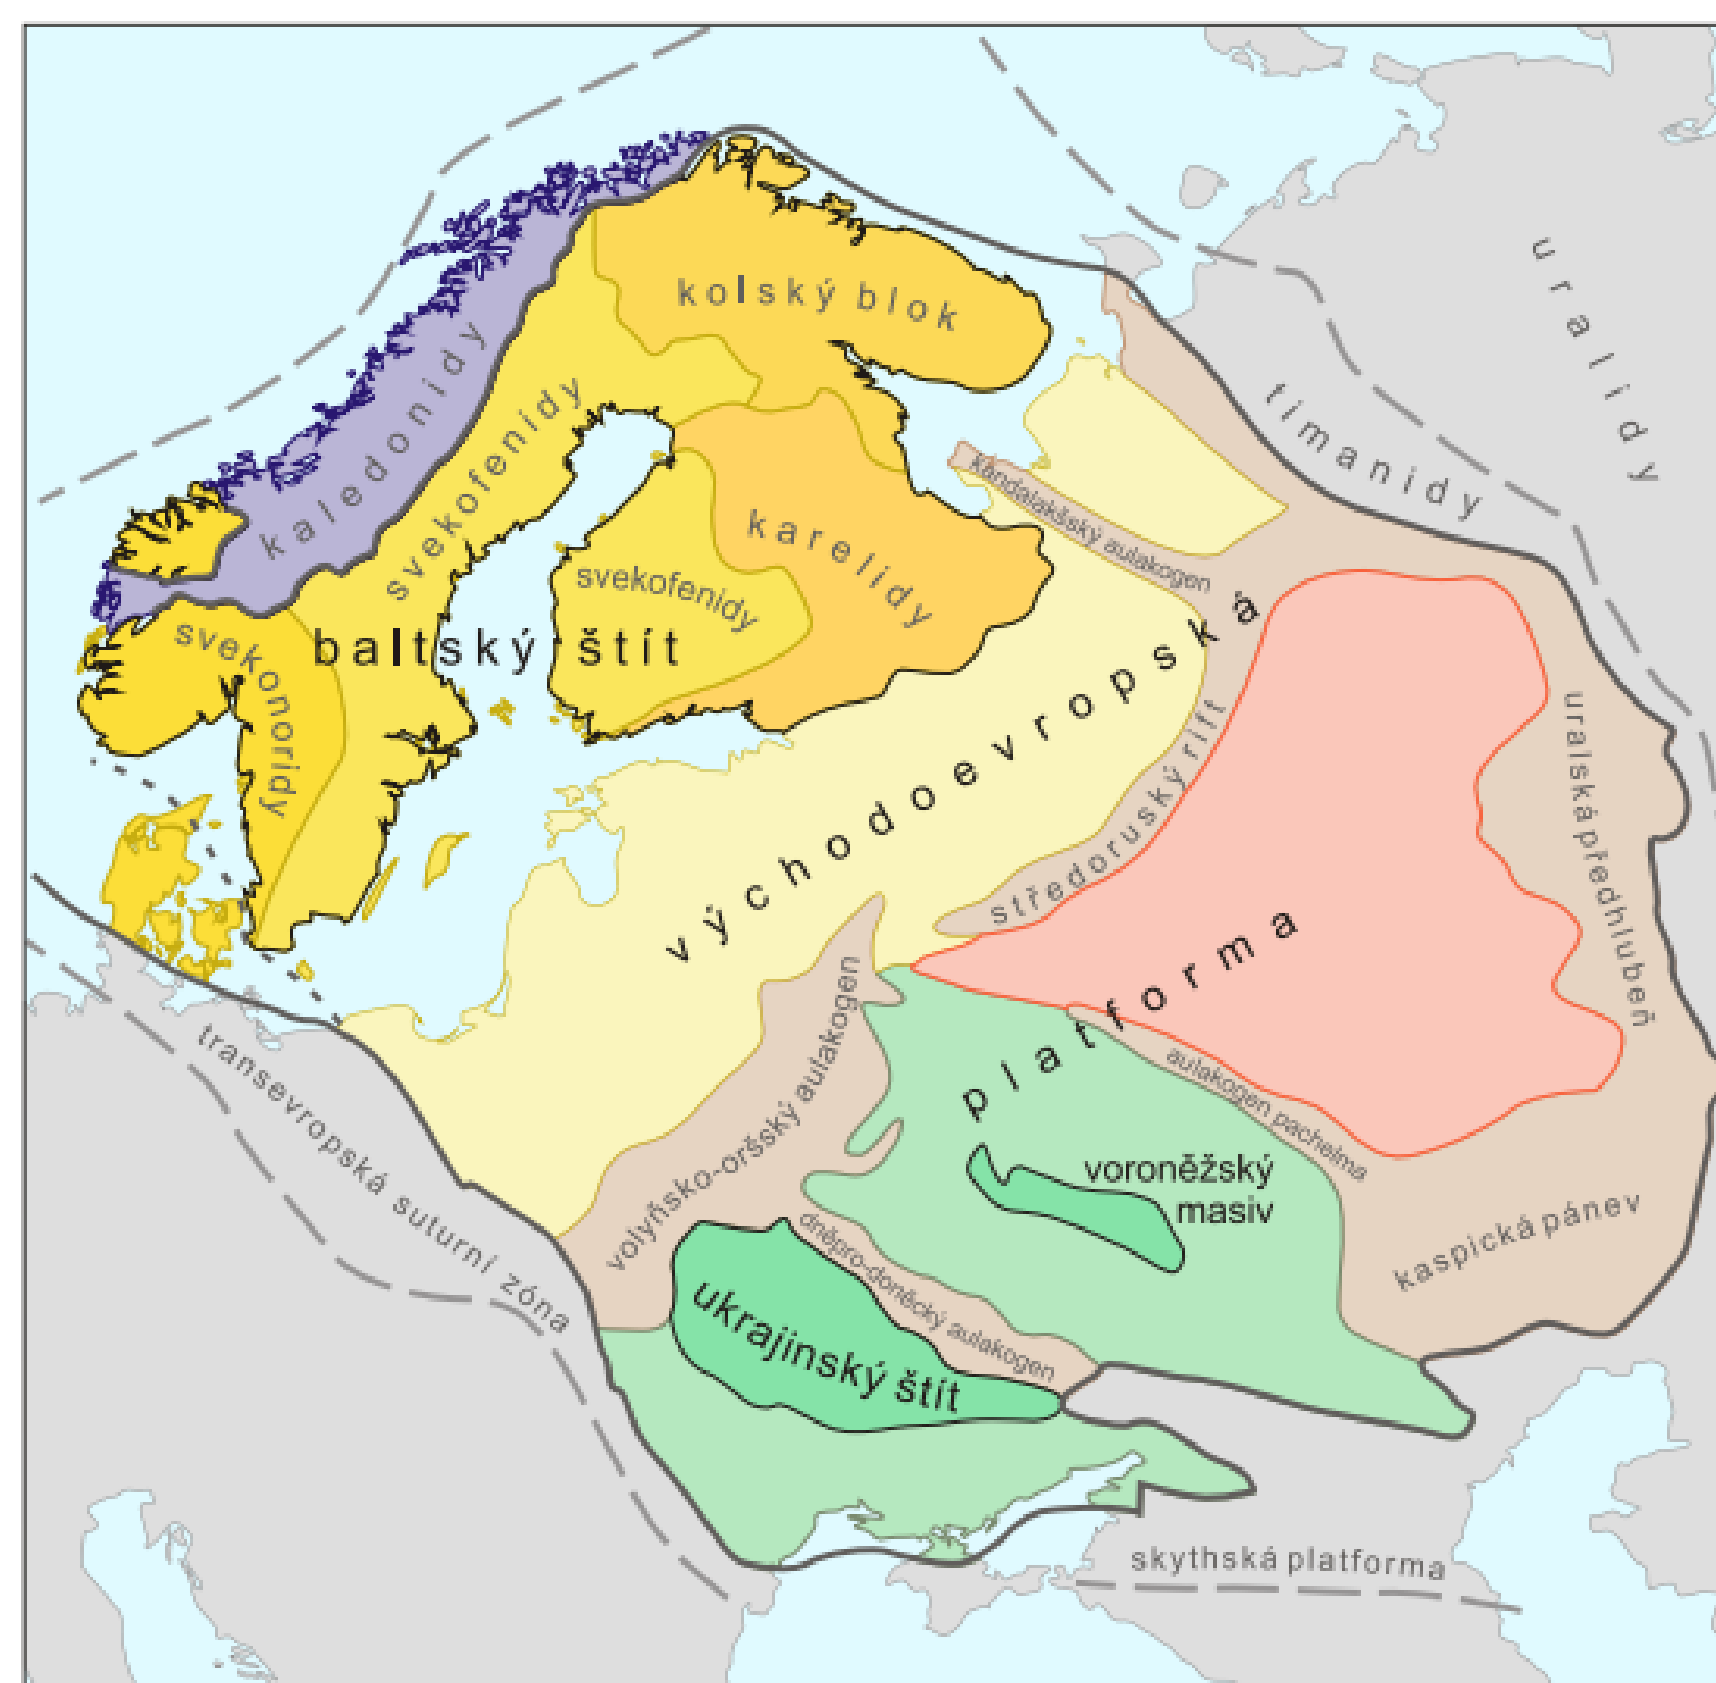 uralidy
kolský blok
timanidy
kaledonidy
svekofenidy
kandalakšský aulakogen
karelidy
svekofenidy
svekonoridy
baltský štít
východoevropská
platforma
středoruský rift
uralská předhlubeň
transevropská suturní zóna
volyňsko-oršský aulakogen
aulakogen pachelma
voroněžský
masiv
kaspická pánev
dněpro-doněcký aulakogen
ukrajinský štít
skythská platforma